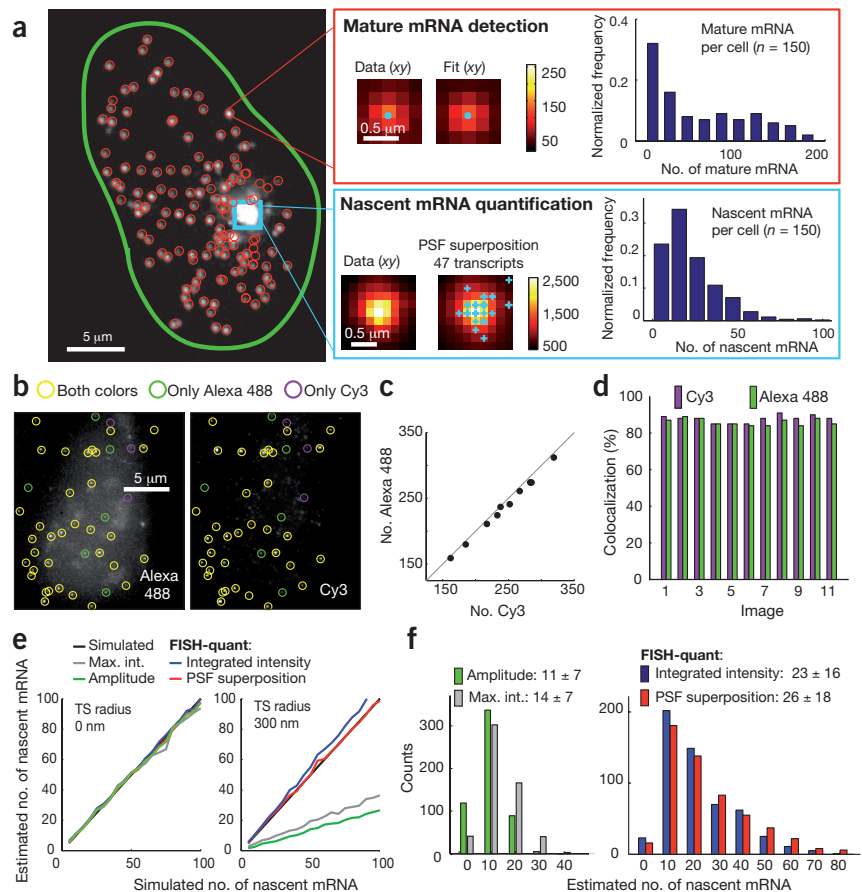 a
5 μm
Mature mRNA detection
Data (xy)
Fit (xy)
0.5 μm
250
150
50
Normalized frequency
0.4
0.2
0
Mature mRNA
per cell (n = 150)
0
100
200
No. of mature mRNA
Nascent mRNA quantification
Data (xy)
PSF superposition
47 transcripts
0.5 μm
2,500
1,500
500
Normalized frequency
0.3
0.2
0.1
0
Nascent mRNA
per cell (n = 150)
0
50
100
No. of nascent mRNA
b
Both colors
Only Alexa 488
Only Cy3
5 μm
Alexa
488
Cy3
c
No. Alexa 488
350
250
150
150
250
350
No. Cy3
d
Cy3
Alexa 488
Colocalization (%)
100
80
60
40
20
0
1 3 5 7 9 11
Image
e
Simulated
Max. int.
Amplitude
FISH-quant:
Integrated intensity
PSF superposition
Estimated no. of nascent mRNA
100
80
60
40
20
0
TS radius
0 nm
0 50 100
100
80
60
40
20
0
TS radius
300 nm
0 50 100
Simulated no. of nascent mRNA
f
Amplitude: 11 ± 7
Max. int.: 14 ± 7
Counts
300
200
100
0
0 10 20 30 40
FISH-quant:
Integrated intensity: 23 ± 16
PSF superposition: 26 ± 18
200
100
0
0 10 20 30 40 50 60 70 80
Estimated no. of nascent mRNA